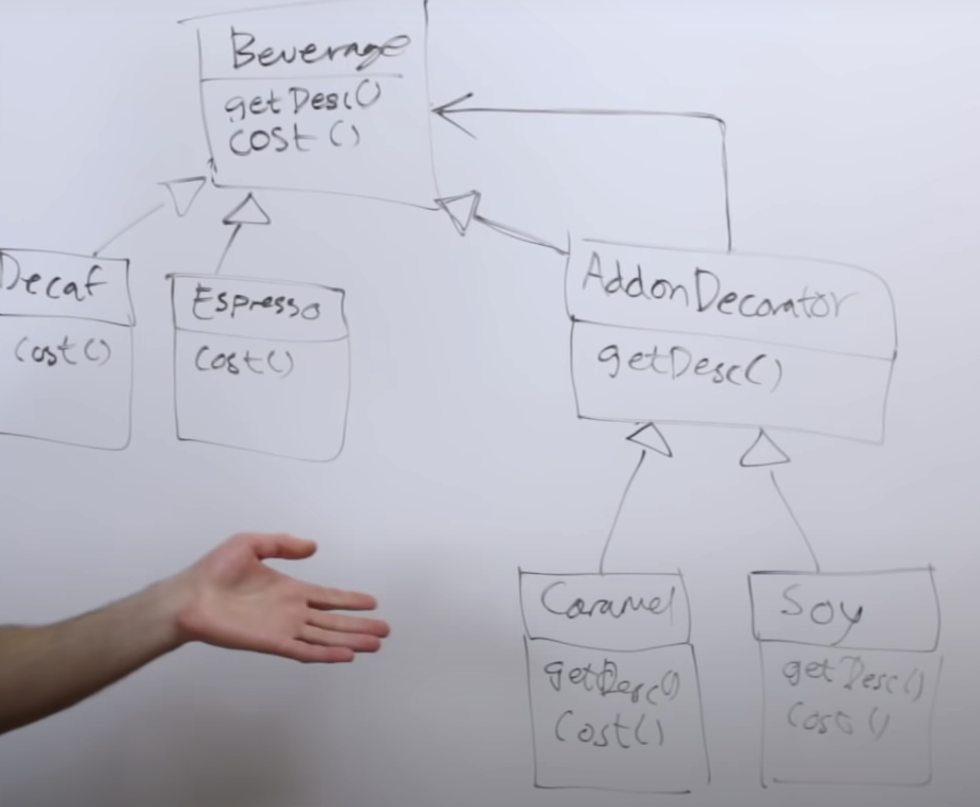 Beverage
getDesc()
cost()
Decaf
cost()
Espresso
cost()
AddonDecorator
getDesc()
Caramel
getDesc()
cost()
Soy
getDesc()
cost()